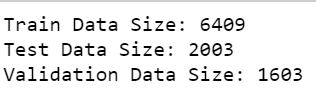 Train Data Size: 6409
Test Data Size: 2003
Validation Data Size: 1603